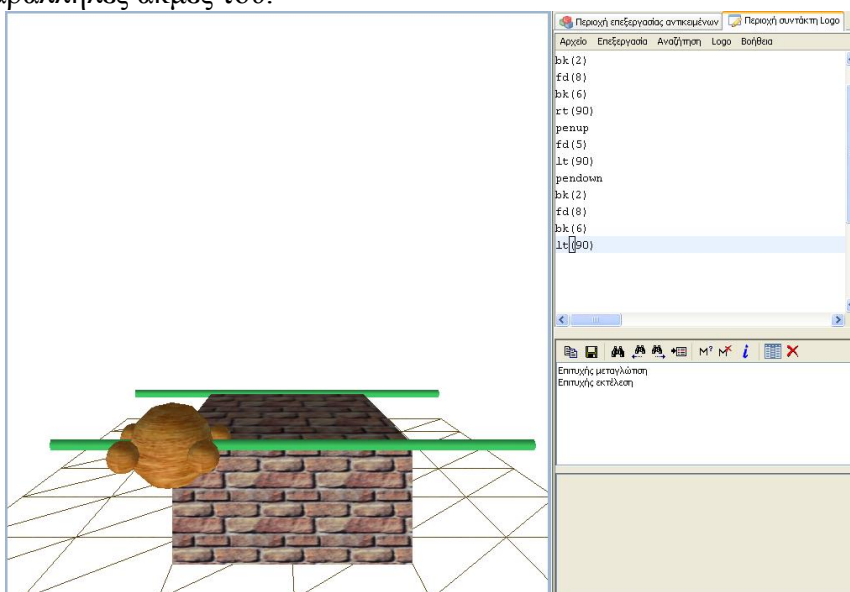 Περιοχή επεξεργασίας αντικειμένων Περιοχή συντάκτη Logo
Αρχείο Επεξεργασία Αναζήτηση Logo Βοήθεια
bk(2)
fd(8)
bk(6)
rt(90)
penup
fd(5)
lt(90)
pendown
bk(2)
fd(8)
bk(6)
lt(90)
Επιτυχής μεταγλώττιση
Επιτυχής εκτέλεση